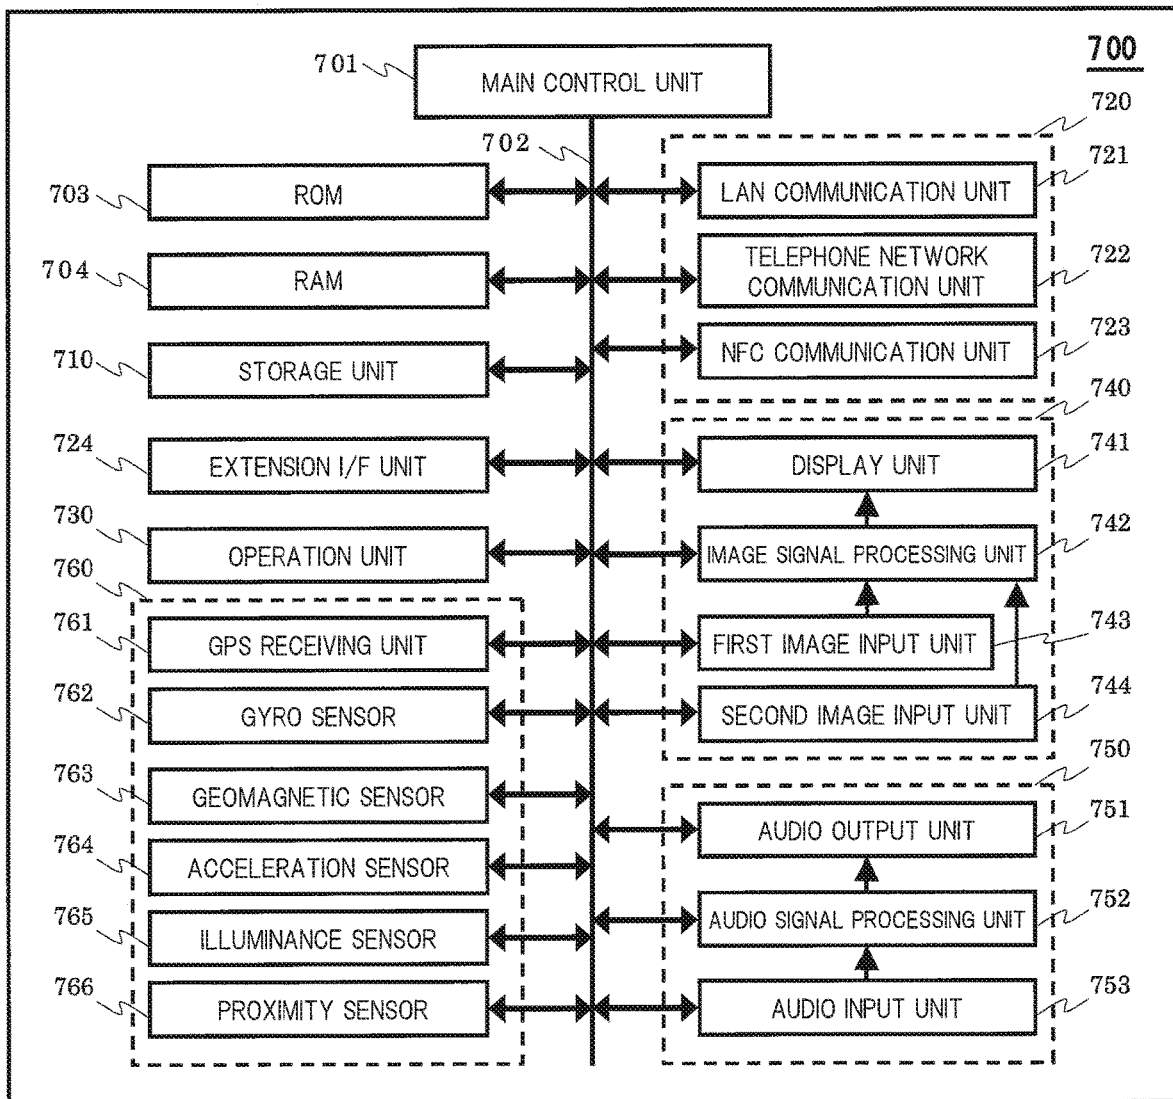 700
701
MAIN CONTROL UNIT
702
720
703
ROM
LAN COMMUNICATION UNIT
721
704
RAM
TELEPHONE NETWORK
COMMUNICATION UNIT
722
710
STORAGE UNIT
NFC COMMUNICATION UNIT
723
740
724
EXTENSION I/F UNIT
DISPLAY UNIT
741
730
OPERATION UNIT
IMAGE SIGNAL PROCESSING UNIT
742
760
761
GPS RECEIVING UNIT
FIRST IMAGE INPUT UNIT
743
762
GYRO SENSOR
SECOND IMAGE INPUT UNIT
744
750
763
GEOMAGNETIC SENSOR
AUDIO OUTPUT UNIT
751
764
ACCELERATION SENSOR
765
ILLUMINANCE SENSOR
AUDIO SIGNAL PROCESSING UNIT
752
766
PROXIMITY SENSOR
AUDIO INPUT UNIT
753